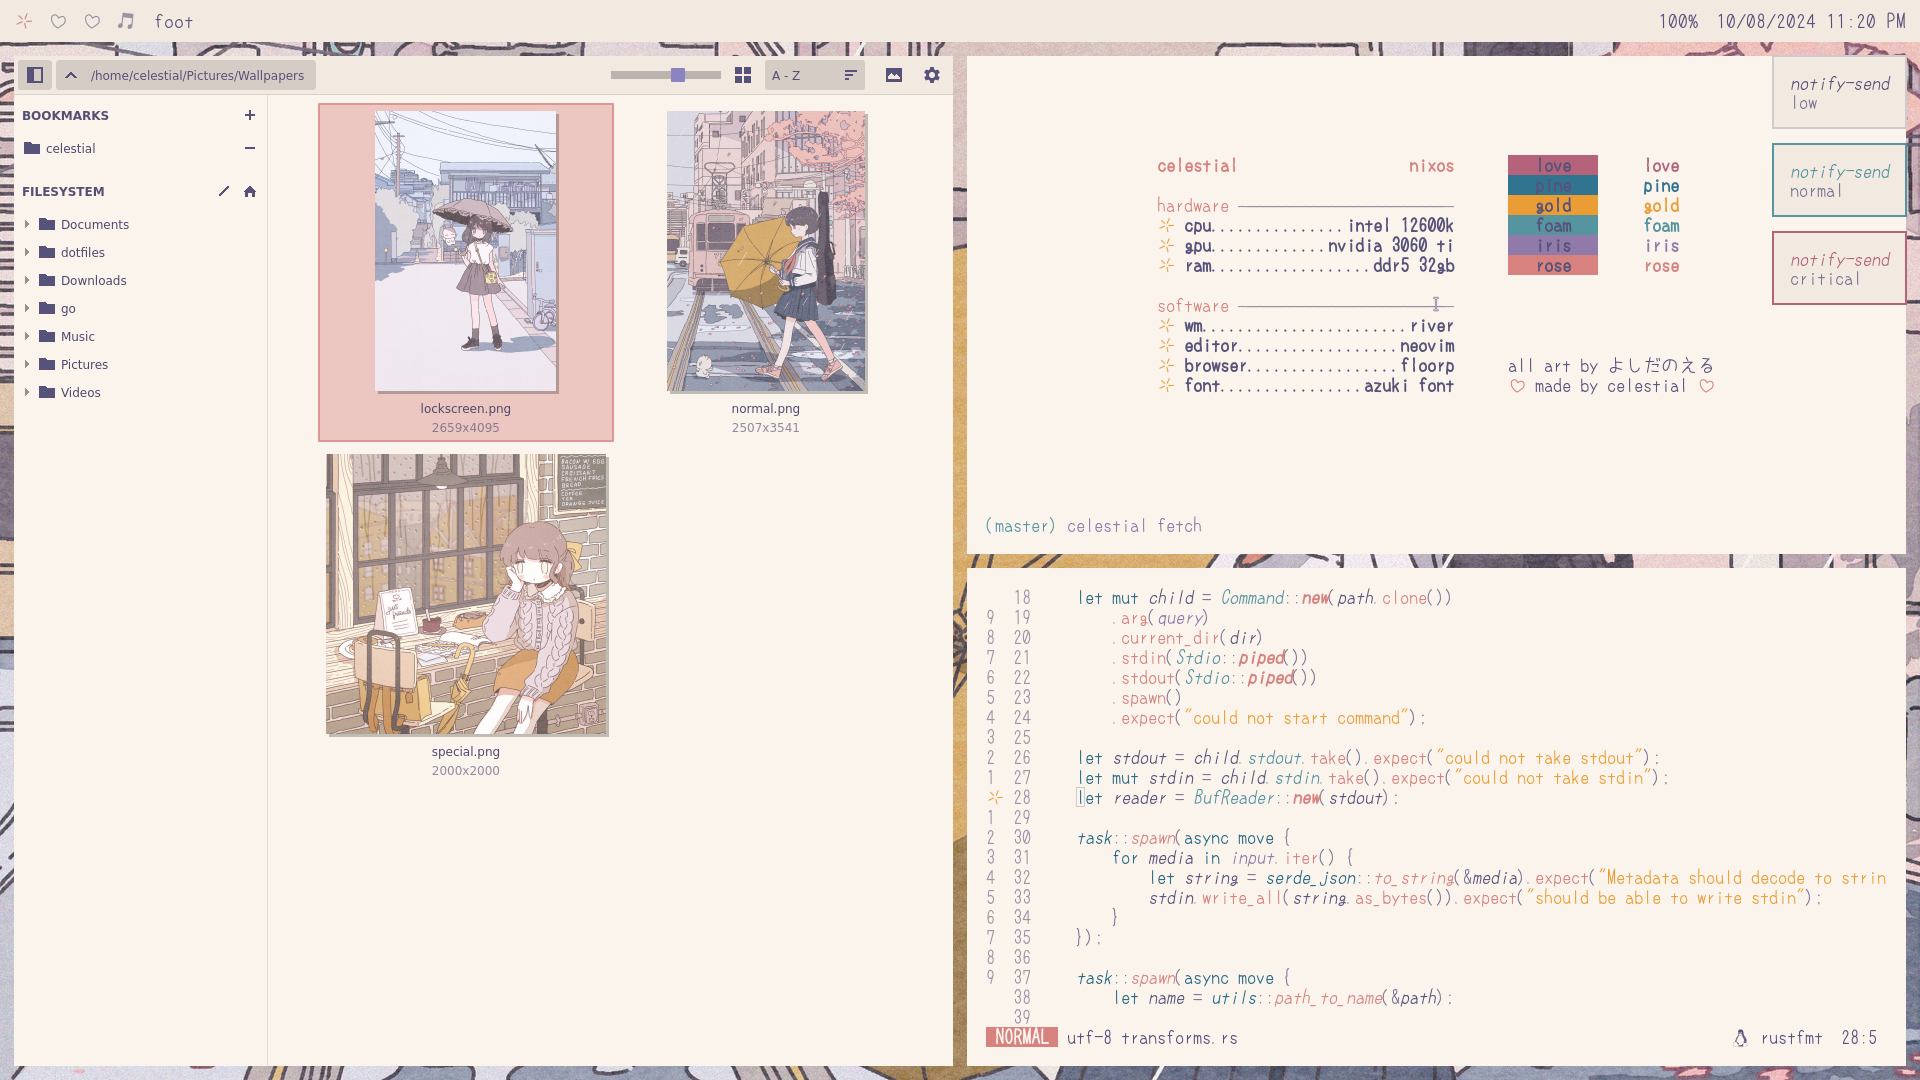 foot
100% 10/08/2024 11:20 PM
/home/celestial/Pictures/Wallpapers
A - Z
BOOKMARKS
celestial
FILESYSTEM
Documents
dotfiles
Downloads
go
Music
Pictures
Videos
lockscreen.png
2659x4095
normal.png
2507x3541
BACON W/ EGG
SAUSAGE
CROISSANT
FRENCH FRIES
BREAD
COFFEE
TEA
ORANGE JUICE
special.png
2000x2000
celestial nixos
hardware
cpu...............intel 12600k
gpu.............nvidia 3060 ti
ram..................ddr5 32gb
software
wm.......................river
editor..................neovim
browser.................floorp
font................azuki font
love love
pine pine
gold gold
foam foam
iris iris
rose rose
all art by よしだのえる
♡ made by celestial ♡
(master) celestial fetch
notify-send
low
notify-send
normal
notify-send
critical
18 let mut child = Command::new(path.clone())
9 19 .arg(query)
8 20 .current_dir(dir)
7 21 .stdin(Stdio::piped())
6 22 .stdout(Stdio::piped())
5 23 .spawn()
4 24 .expect("could not start command");
3 25
2 26 let stdout = child.stdout.take().expect("could not take stdout");
1 27 let mut stdin = child.stdin.take().expect("could not take stdin");
28 let reader = BufReader::new(stdout);
1 29
2 30 task::spawn(async move {
3 31 for media in input.iter() {
4 32 let string = serde_json::to_string(&media).expect("Metadata should decode to strin
5 33 stdin.write_all(string.as_bytes()).expect("should be able to write stdin");
6 34 }
7 35 });
8 36
9 37 task::spawn(async move {
38 let name = utils::path_to_name(&path);
39
NORMAL utf-8 transforms.rs rustfmt 28:5